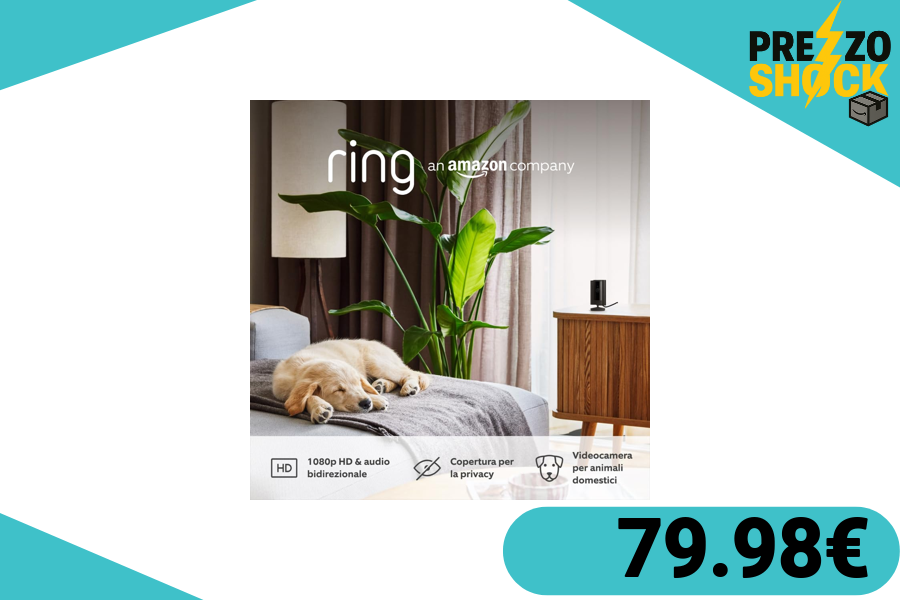 PREZZO
SHOCK
ring an amazon company
HD
1080p HD & audio
bidirezionale
Copertura per
la privacy
Videocamera
per animali
domestici
79.98€